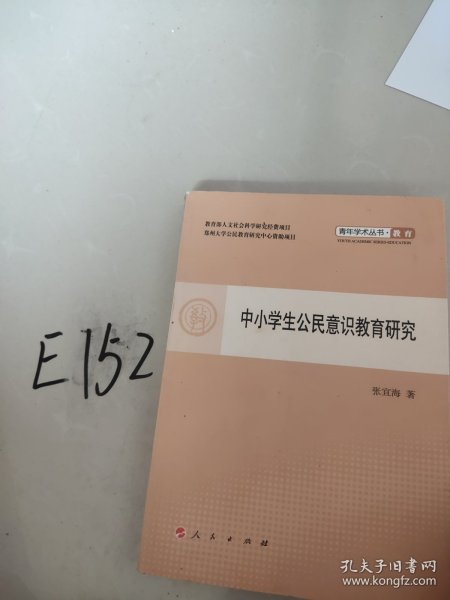 教育部人文社会科学研究经费项目
郑州大学公民教育研究中心资助项目
青年学术丛书·教育
YOUTH ACADEMIC SERIES-EDUCATION
中小学生公民意识教育研究
张宜海 著
E152
人民出版社
孔夫子旧书网
www.kongfz.com